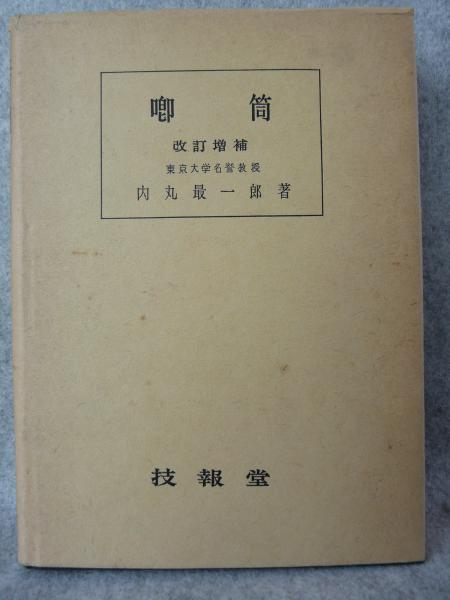 喞筒
改訂増補
東京大学名誉教授
内丸最一郎著
技報堂